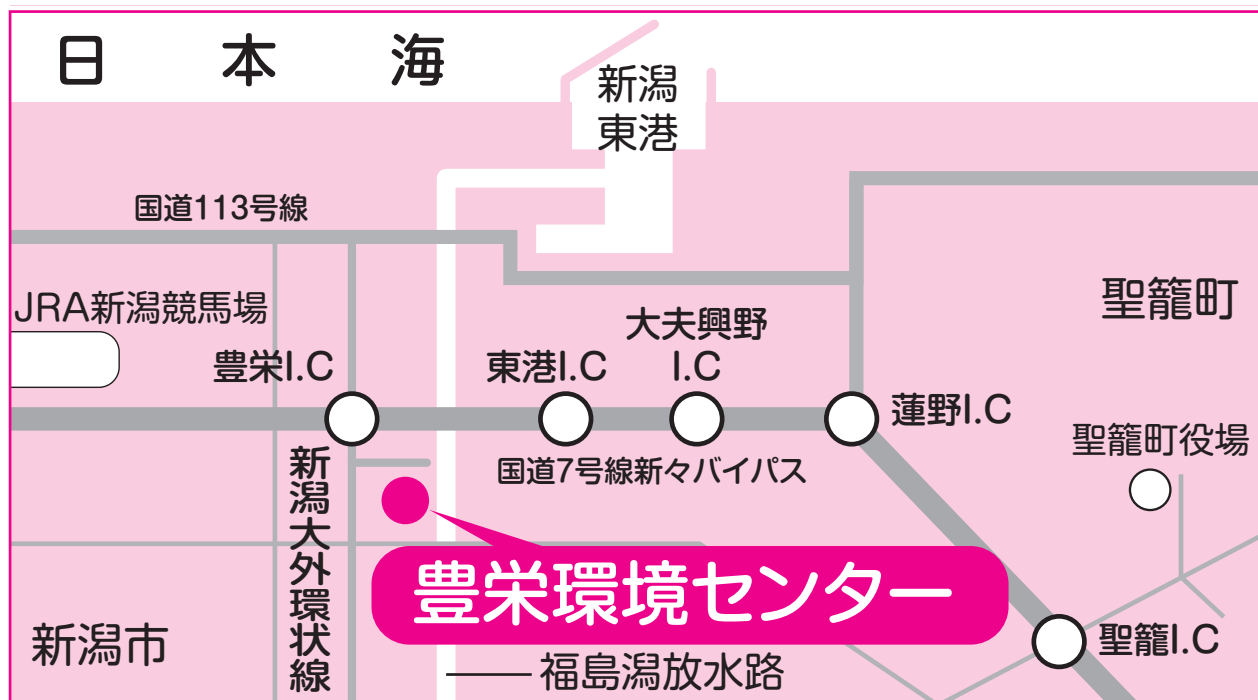 日本海
新潟
東港
国道113号線
JRA新潟競馬場
聖籠町
大夫興野
I.C
豊栄I.C
東港I.C
蓮野I.C
聖籠町役場
国道7号線新々バイパス
新潟大外環状線
豊栄環境センター
新潟市
聖籠I.C
福島潟放水路